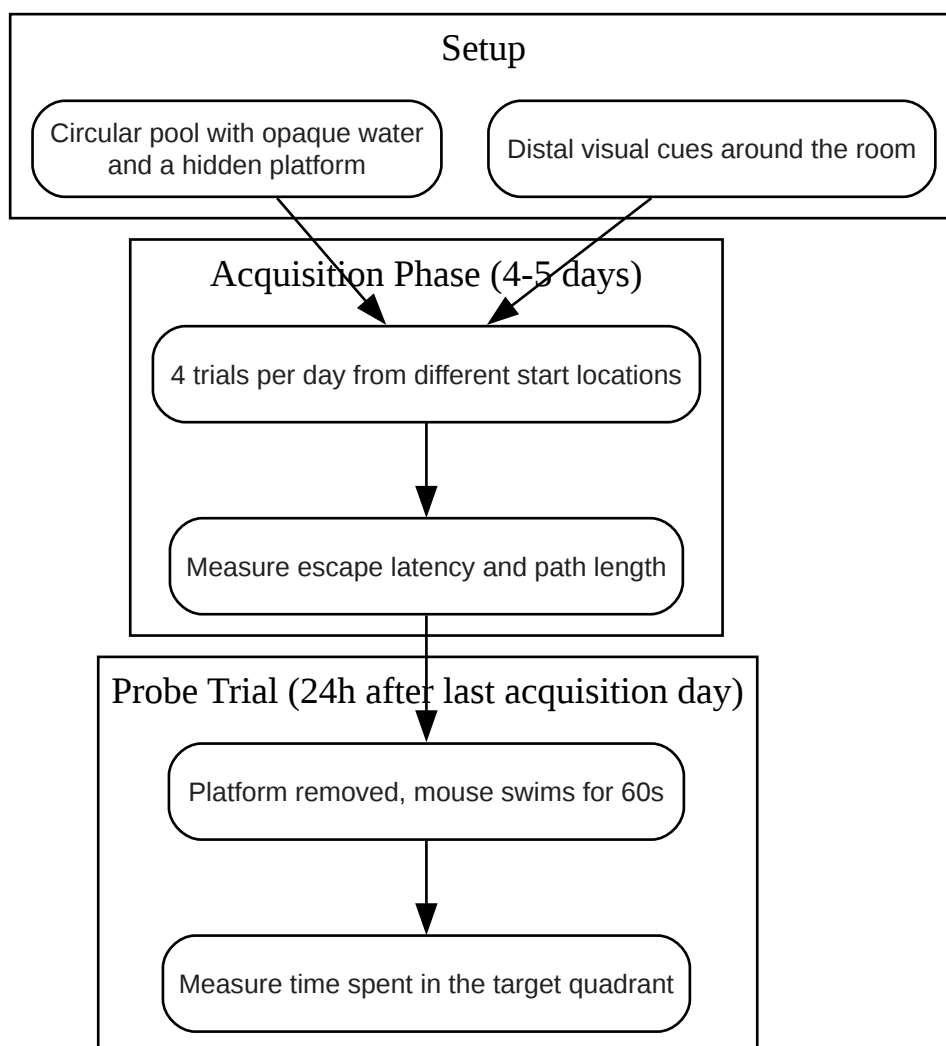 Setup
Circular pool with opaque water
and a hidden platform
Distal visual cues around the room
Acquisition Phase (4-5 days)
4 trials per day from different start locations
Measure escape latency and path length
Probe Trial (24h after last acquisition day)
Platform removed, mouse swims for 60s
Measure time spent in the target quadrant